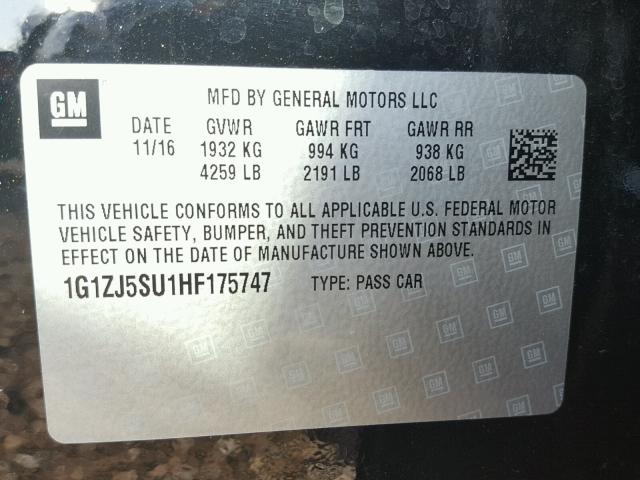 GM MFD BY GENERAL MOTORS LLC
DATE GVWR GAWR FRT GAWR RR
11/16 1932 KG 994 KG 938 KG
4259 LB 2191 LB 2068 LB
THIS VEHICLE CONFORMS TO ALL APPLICABLE U.S. FEDERAL MOTOR
VEHICLE SAFETY, BUMPER, AND THEFT PREVENTION STANDARDS IN
EFFECT ON THE DATE OF MANUFACTURE SHOWN ABOVE.
1G1ZJ5SU1HF175747 TYPE: PASS CAR